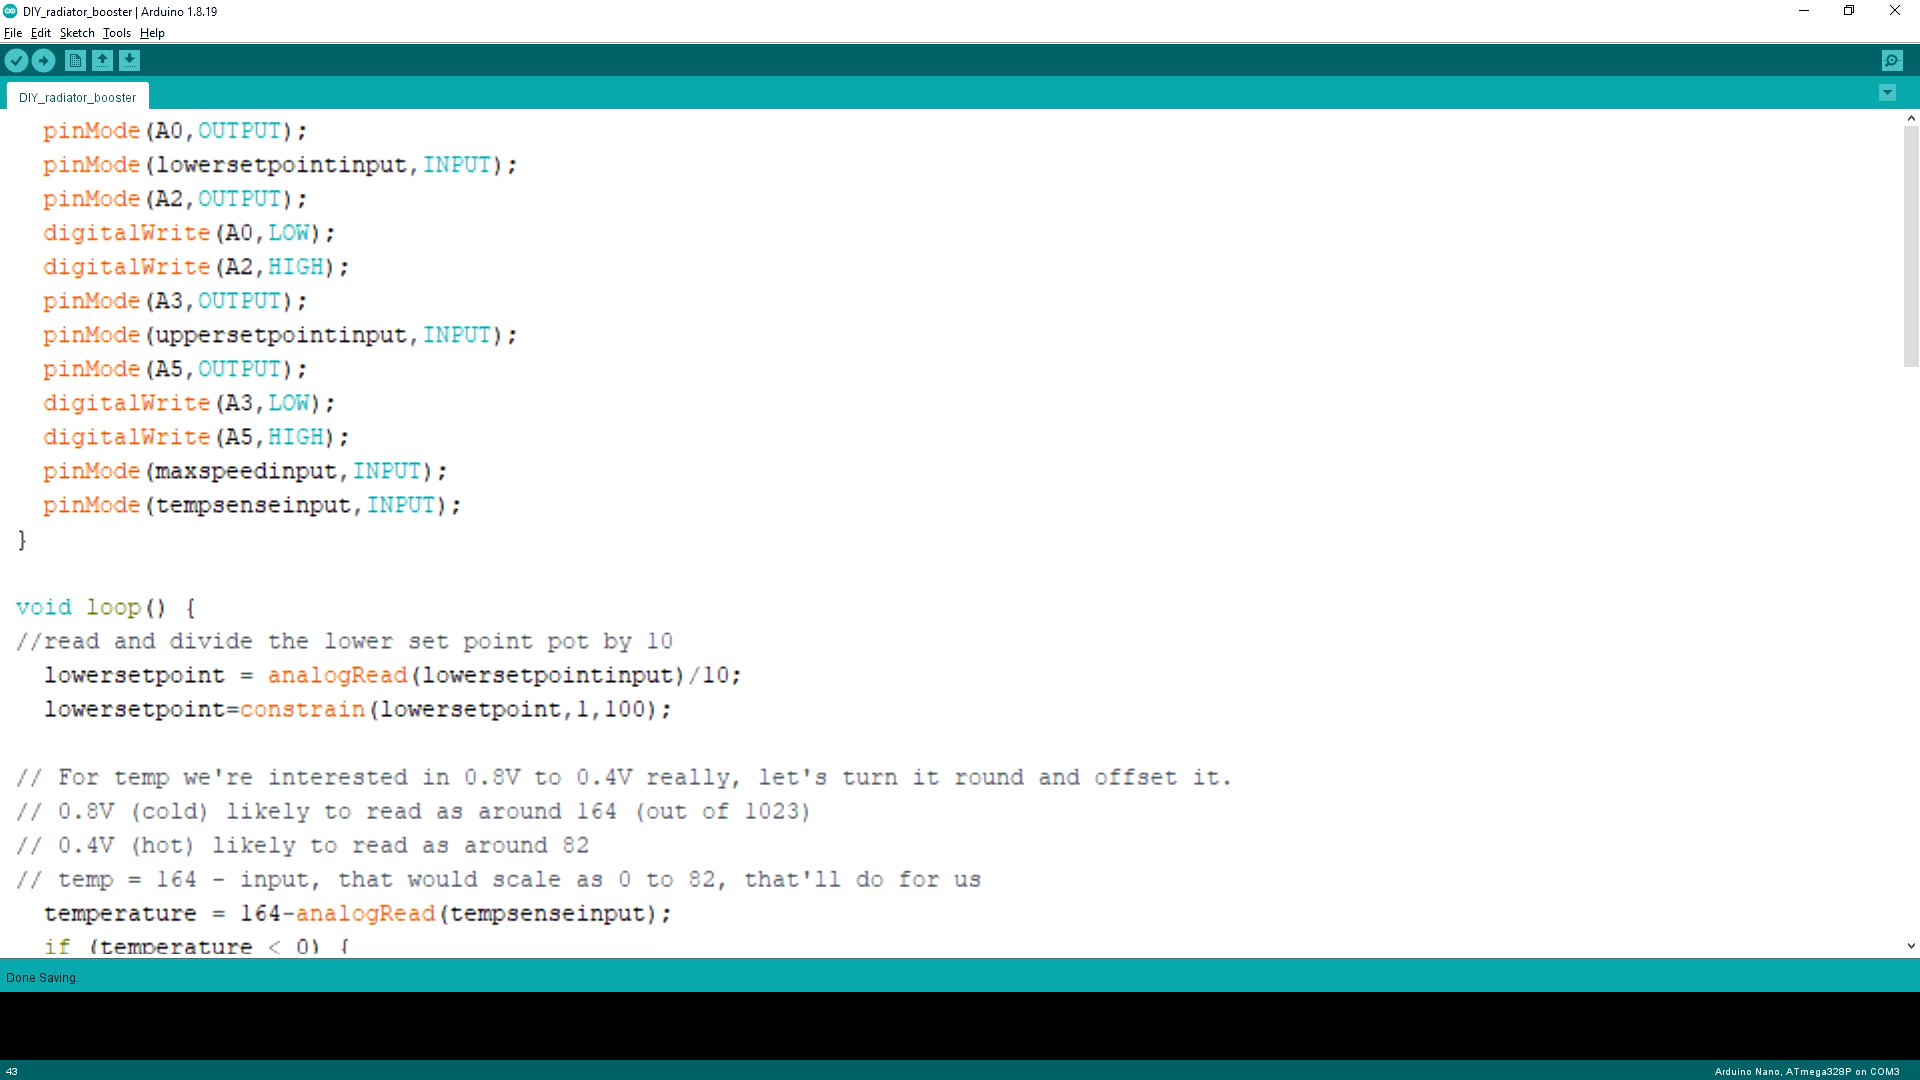 DIY_radiator_booster | Arduino 1.8.19
File Edit Sketch Tools Help
DIY_radiator_booster
pinMode(A0,OUTPUT);
pinMode(lowersetpointinput,INPUT);
pinMode(A2,OUTPUT);
digitalWrite(A0,LOW);
digitalWrite(A2,HIGH);
pinMode(A3,OUTPUT);
pinMode(uppersetpointinput,INPUT);
pinMode(A5,OUTPUT);
digitalWrite(A3,LOW);
digitalWrite(A5,HIGH);
pinMode(maxspeedinput,INPUT);
pinMode(tempsenseinput,INPUT);
}
void loop() {
//read and divide the lower set point pot by 10
lowersetpoint = analogRead(lowersetpointinput)/10;
lowersetpoint=constrain(lowersetpoint,1,100);
// For temp we're interested in 0.8V to 0.4V really, let's turn it round and offset it.
// 0.8V (cold) likely to read as around 164 (out of 1023)
// 0.4V (hot) likely to read as around 82
// temp = 164 - input, that would scale as 0 to 82, that'll do for us
temperature = 164-analogRead(tempsenseinput);
if (temperature < 0) {
Done Saving.
43
Arduino Nano, ATmega328P on COM3